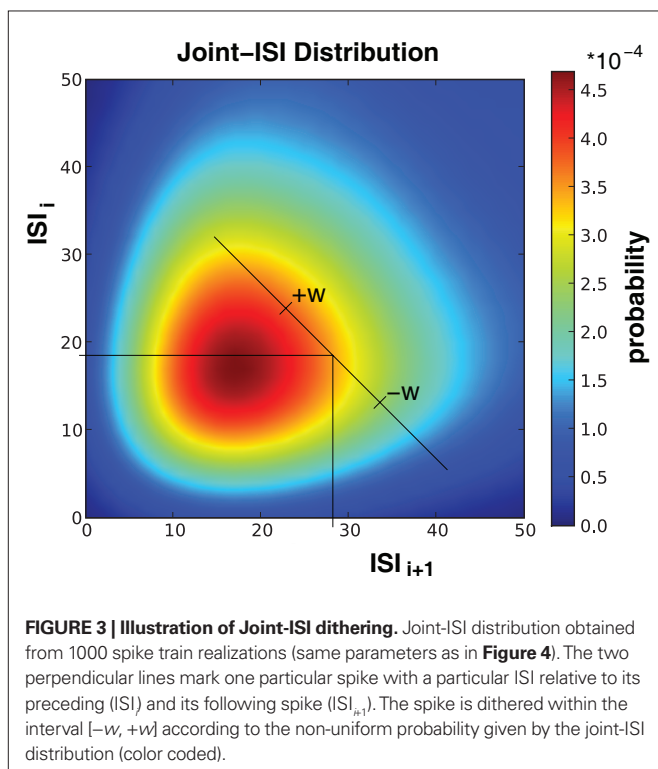 Joint–ISI Distribution
*10⁻⁴
50
40
30
20
10
0
ISI i
+w
−w
0 10 20 30 40 50
ISI i+1
4.5
4.0
3.5
3.0
2.5
2.0
1.5
1.0
0.5
0.0
probability
FIGURE 3 | Illustration of Joint-ISI dithering. Joint-ISI distribution obtained
from 1000 spike train realizations (same parameters as in Figure 4). The two
perpendicular lines mark one particular spike with a particular ISI relative to its
preceding (ISIi) and its following spike (ISIi+1). The spike is dithered within the
interval [−w, +w] according to the non-uniform probability given by the joint-ISI
distribution (color coded).